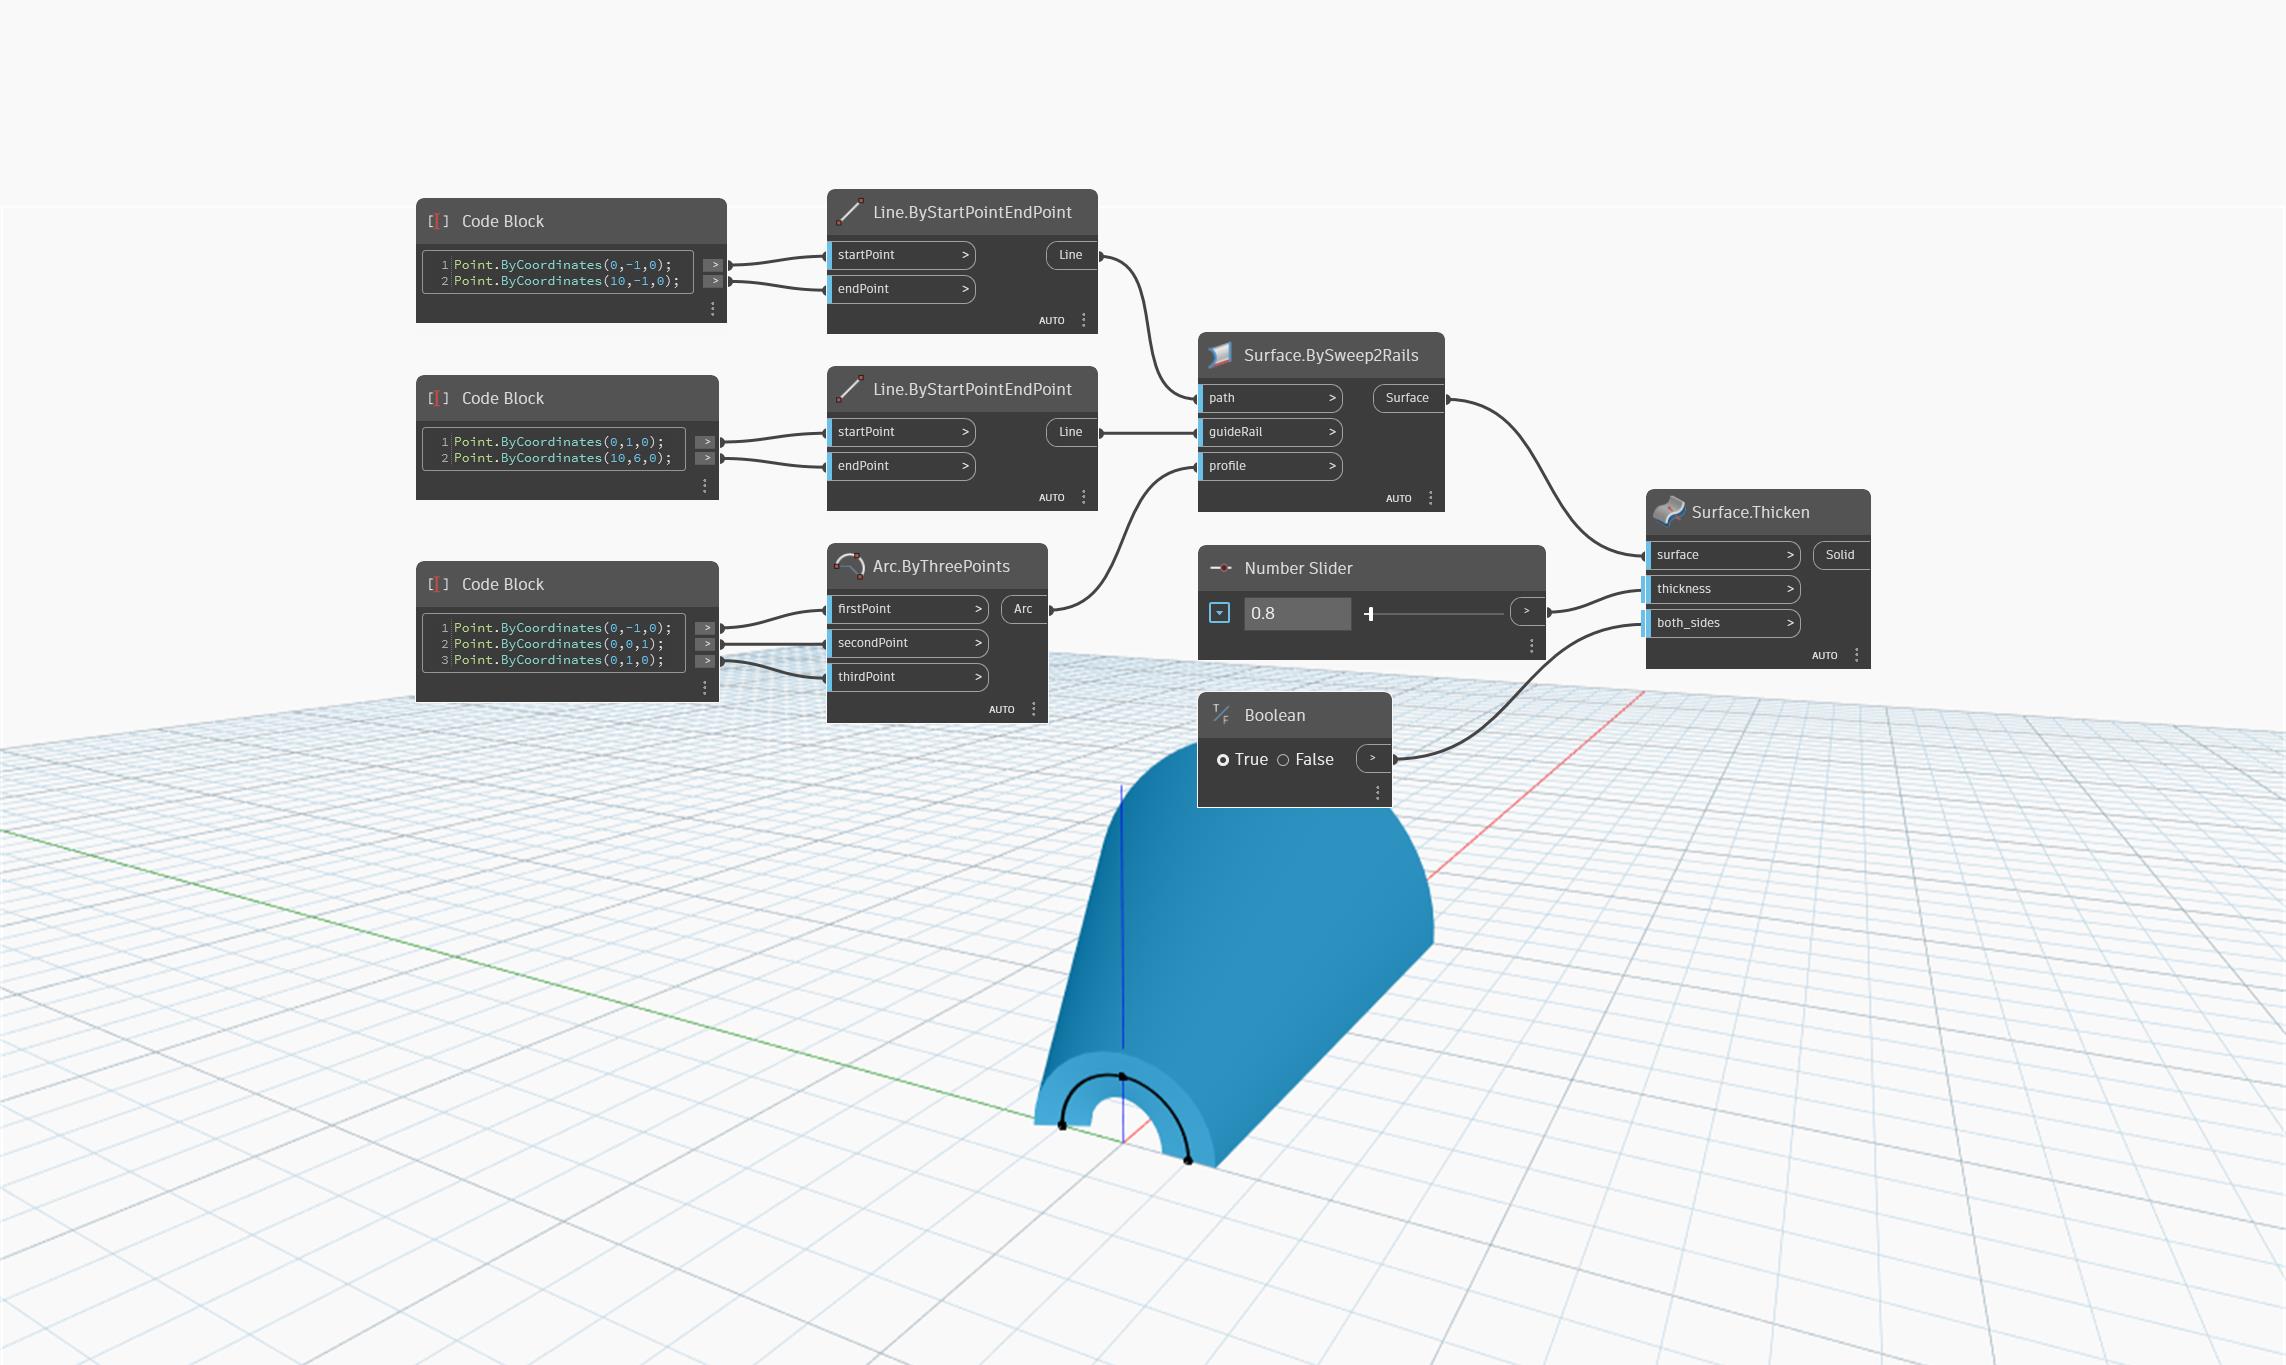 Code Block
1 Point.ByCoordinates(0,-1,0); >
2 Point.ByCoordinates(10,-1,0); >
Line.ByStartPointEndPoint
startPoint > Line
endPoint >
AUTO
Code Block
1 Point.ByCoordinates(0,1,0); >
2 Point.ByCoordinates(10,6,0); >
Line.ByStartPointEndPoint
startPoint > Line
endPoint >
AUTO
Code Block
1 Point.ByCoordinates(0,-1,0); >
2 Point.ByCoordinates(0,0,1); >
3 Point.ByCoordinates(0,1,0); >
Arc.ByThreePoints
firstPoint > Arc
secondPoint >
thirdPoint >
AUTO
Surface.BySweep2Rails
path > Surface
guideRail >
profile >
AUTO
Number Slider
0.8 >
T/F Boolean
True False >
Surface.Thicken
surface > Solid
thickness >
both_sides >
AUTO